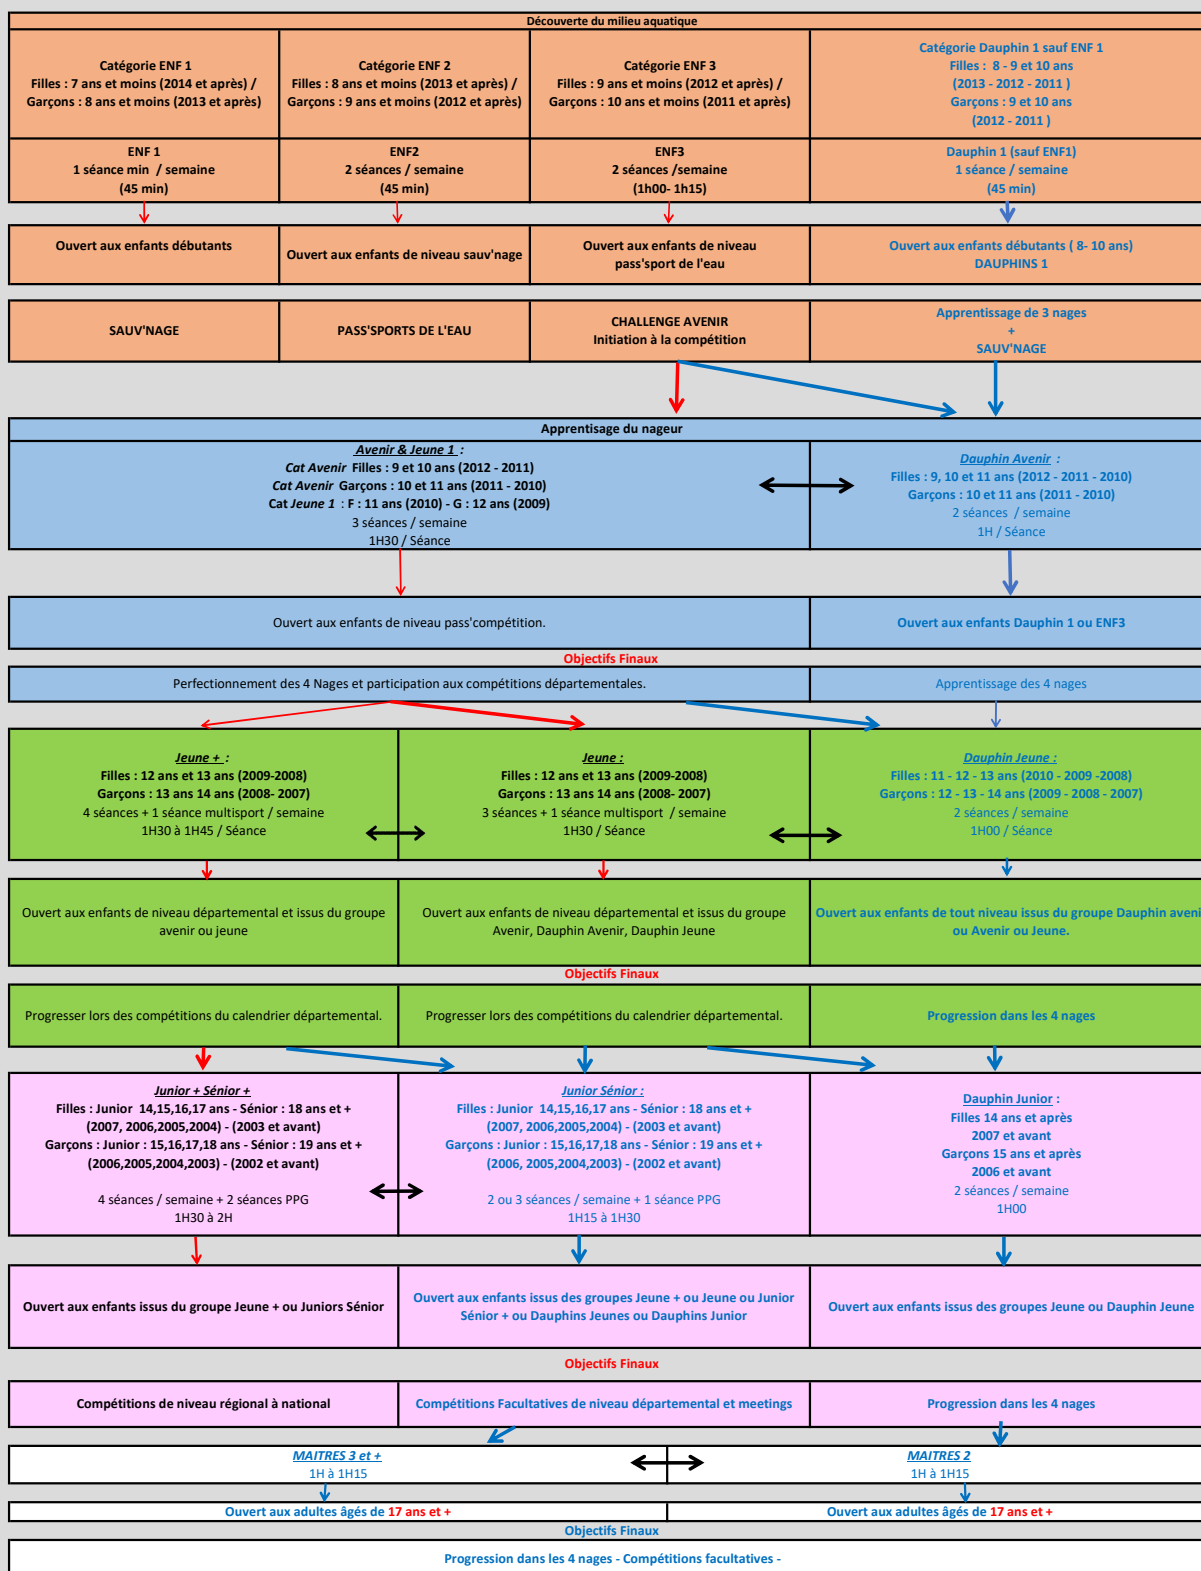 Découverte du milieu aquatique
Catégorie ENF 1
Filles : 7 ans et moins (2014 et après) /
Garçons : 8 ans et moins (2013 et après)
Catégorie ENF 2
Filles : 8 ans et moins (2013 et après) /
Garçons : 9 ans et moins (2012 et après)
Catégorie ENF 3
Filles : 9 ans et moins (2012 et après) /
Garçons : 10 ans et moins (2011 et après)
Catégorie Dauphin 1 sauf ENF 1
Filles : 8 - 9 et 10 ans
(2013 - 2012 - 2011 )
Garçons : 9 et 10 ans
(2012 - 2011 )
ENF 1
1 séance min / semaine
(45 min)
ENF2
2 séances / semaine
(45 min)
ENF3
2 séances /semaine
(1h00- 1h15)
Dauphin 1 (sauf ENF1)
1 séance / semaine
(45 min)
Ouvert aux enfants débutants
Ouvert aux enfants de niveau sauv'nage
Ouvert aux enfants de niveau
pass'sport de l'eau
Ouvert aux enfants débutants ( 8- 10 ans)
DAUPHINS 1
SAUV'NAGE
PASS'SPORTS DE L'EAU
CHALLENGE AVENIR
Initiation à la compétition
Apprentissage de 3 nages
+
SAUV'NAGE
Apprentisage du nageur
Avenir & Jeune 1 :
Cat Avenir Filles : 9 et 10 ans (2012 - 2011)
Cat Avenir Garçons : 10 et 11 ans (2011 - 2010)
Cat Jeune 1 : F : 11 ans (2010) - G : 12 ans (2009)
3 séances / semaine
1H30 / Séance
Dauphin Avenir :
Filles : 9, 10 et 11 ans (2012 - 2011 - 2010)
Garçons : 10 et 11 ans (2011 - 2010)
2 séances / semaine
1H / Séance
Ouvert aux enfants de niveau pass'compétition.
Ouvert aux enfants Dauphin 1 ou ENF3
Objectifs Finaux
Perfectionnement des 4 Nages et participation aux compétitions départementales.
Apprentissage des 4 nages
Jeune + :
Filles : 12 ans et 13 ans (2009-2008)
Garçons : 13 ans 14 ans (2008- 2007)
4 séances + 1 séance multisport / semaine
1H30 à 1H45 / Séance
Jeune :
Filles : 12 ans et 13 ans (2009-2008)
Garçons : 13 ans 14 ans (2008- 2007)
3 séances + 1 séance multisport / semaine
1H30 / Séance
Dauphin Jeune :
Filles : 11 - 12 - 13 ans (2010 - 2009 -2008)
Garçons : 12 - 13 - 14 ans (2009 - 2008 - 2007)
2 séances / semaine
1H00 / Séance
Ouvert aux enfants de niveau départemental et issus du groupe
avenir ou jeune
Ouvert aux enfants de niveau départemental et issus du groupe
Avenir, Dauphin Avenir, Dauphin Jeune
Ouvert aux enfants de tout niveau issus du groupe Dauphin aveni
ou Avenir ou Jeune.
Objectifs Finaux
Progresser lors des compétitions du calendrier départemental.
Progresser lors des compétitions du calendrier départemental.
Progression dans les 4 nages
Junior + Sénior +
Filles : Junior 14,15,16,17 ans - Sénior : 18 ans et +
(2007, 2006,2005,2004) - (2003 et avant)
Garçons : Junior : 15,16,17,18 ans - Sénior : 19 ans et +
(2006,2005,2004,2003) - (2002 et avant)
4 séances / semaine + 2 séances PPG
1H30 à 2H
Junior Sénior :
Filles : Junior 14,15,16,17 ans - Sénior : 18 ans et +
(2007, 2006,2005,2004) - (2003 et avant)
Garçons : Junior : 15,16,17,18 ans - Sénior : 19 ans et +
(2006, 2005,2004,2003) - (2002 et avant)
2 ou 3 séances / semaine + 1 séance PPG
1H15 à 1H30
Dauphin Junior :
Filles 14 ans et après
2007 et avant
Garçons 15 ans et après
2006 et avant
2 séances / semaine
1H00
Ouvert aux enfants issus du groupe Jeune + ou Juniors Sénior
Ouvert aux enfants issus des groupes Jeune + ou Jeune ou Junior
Sénior + ou Dauphins Jeunes ou Dauphins Junior
Ouvert aux enfants issus des groupes Jeune ou Dauphin Jeune
Objectifs Finaux
Compétitions de niveau régional à national
Compétitions Facultatives de niveau départemental et meetings
Progression dans les 4 nages
MAITRES 3 et +
1H à 1H15
MAITRES 2
1H à 1H15
Ouvert aux adultes âgés de 17 ans et +
Ouvert aux adultes âgés de 17 ans et +
Objectifs Finaux
Progression dans les 4 nages - Compétitions facultatives -